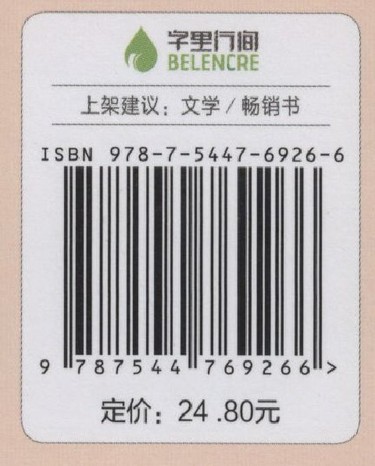 字里行间
BELENCRE
上架建议：文学 / 畅销书
ISBN 978-7-5447-6926-6
9 787544 769266 >
定价：24 .80元